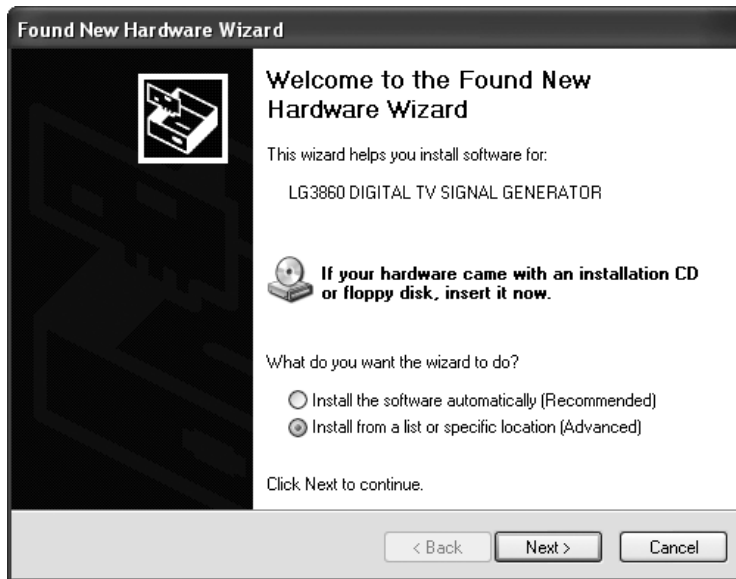 Found New Hardware Wizard
Welcome to the Found New
Hardware Wizard
This wizard helps you install software for:
LG3860 DIGITAL TV SIGNAL GENERATOR
If your hardware came with an installation CD
or floppy disk, insert it now.
What do you want the wizard to do?
Install the software automatically (Recommended)
Install from a list or specific location (Advanced)
Click Next to continue.
< Back Next > Cancel